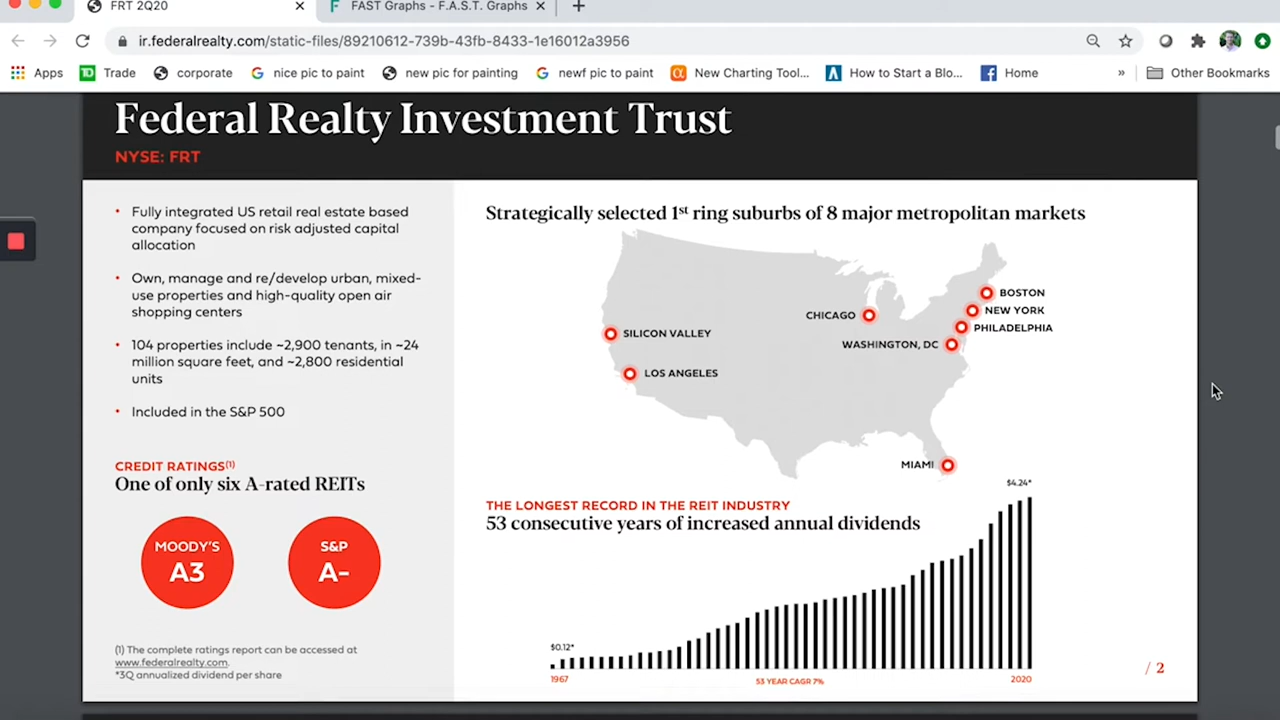 FRT 2Q20
FAST Graphs - F.A.S.T. Graphs
ir.federalrealty.com/static-files/89210612-739b-43fb-8433-1e16012a3956
Apps
Trade
corporate
nice pic to paint
new pic for painting
newf pic to paint
New Charting Tool...
How to Start a Blo...
Home
»
Other Bookmarks
Federal Realty Investment Trust
NYSE: FRT
• Fully integrated US retail real estate based
company focused on risk adjusted capital
allocation
• Own, manage and re/develop urban, mixed-
use properties and high-quality open air
shopping centers
• 104 properties include ~2,900 tenants, in ~24
million square feet, and ~2,800 residential
units
• Included in the S&P 500
CREDIT RATINGS(1)
One of only six A-rated REITs
MOODY'S
A3
S&P
A-
(1) The complete ratings report can be accessed at
www.federalrealty.com.
*3Q annualized dividend per share
Strategically selected 1st ring suburbs of 8 major metropolitan markets
BOSTON
NEW YORK
CHICAGO
PHILADELPHIA
SILICON VALLEY
WASHINGTON, DC
LOS ANGELES
MIAMI
THE LONGEST RECORD IN THE REIT INDUSTRY
53 consecutive years of increased annual dividends
$4.24*
$0.12*
1967
53 YEAR CAGR 7%
2020
/ 2